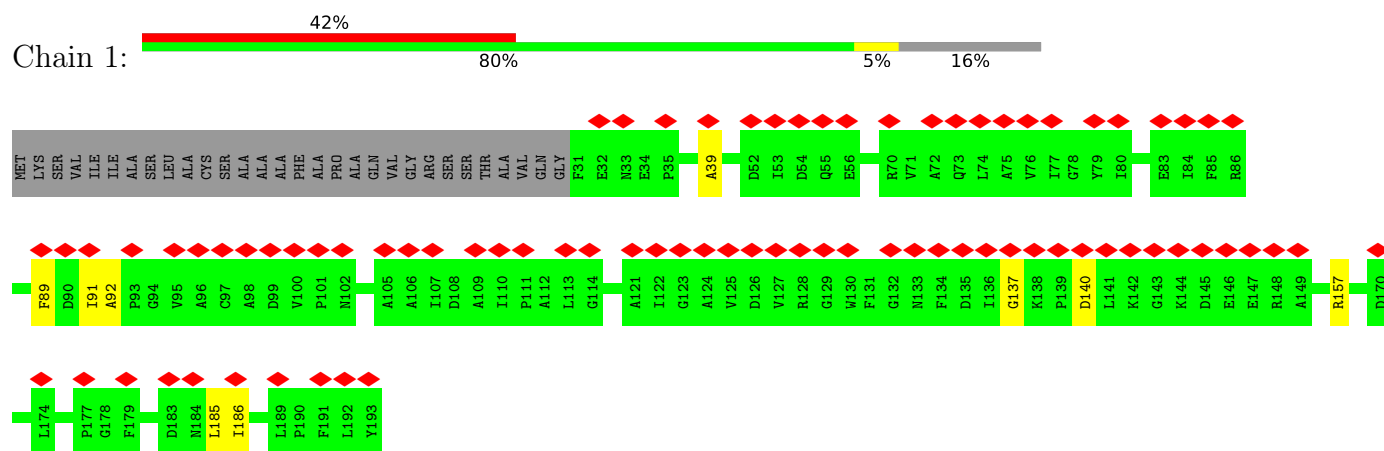 42%
Chain 1:
80% 5% 16%
MET LYS SER VAL ILE ILE ALA SER LEU ALA CYS SER ALA ALA ALA PHE ALA PRO ALA GLN VAL GLY ARG SER SER THR ALA VAL GLN GLY F31 E32 N33 E34 P35 A39 D52 I53 D54 Q55 E56 R70 V71 A72 Q73 L74 A75 V76 I77 G78 Y79 I80 E83 I84 F85 R86
F89 D90 I91 A92 P93 G94 V95 A96 C97 A98 D99 V100 P101 N102 A105 A106 I107 D108 A109 I110 P111 A112 L113 G114 A121 I122 G123 A124 V125 D126 V127 R128 G129 W130 F131 G132 N133 F134 D135 I136 G137 K138 P139 D140 L141 K142 G143 K144 D145 E146 E147 R148 A149 R157 D170
L174 P177 G178 F179 D183 N184 L185 I186 L189 P190 F191 L192 Y193